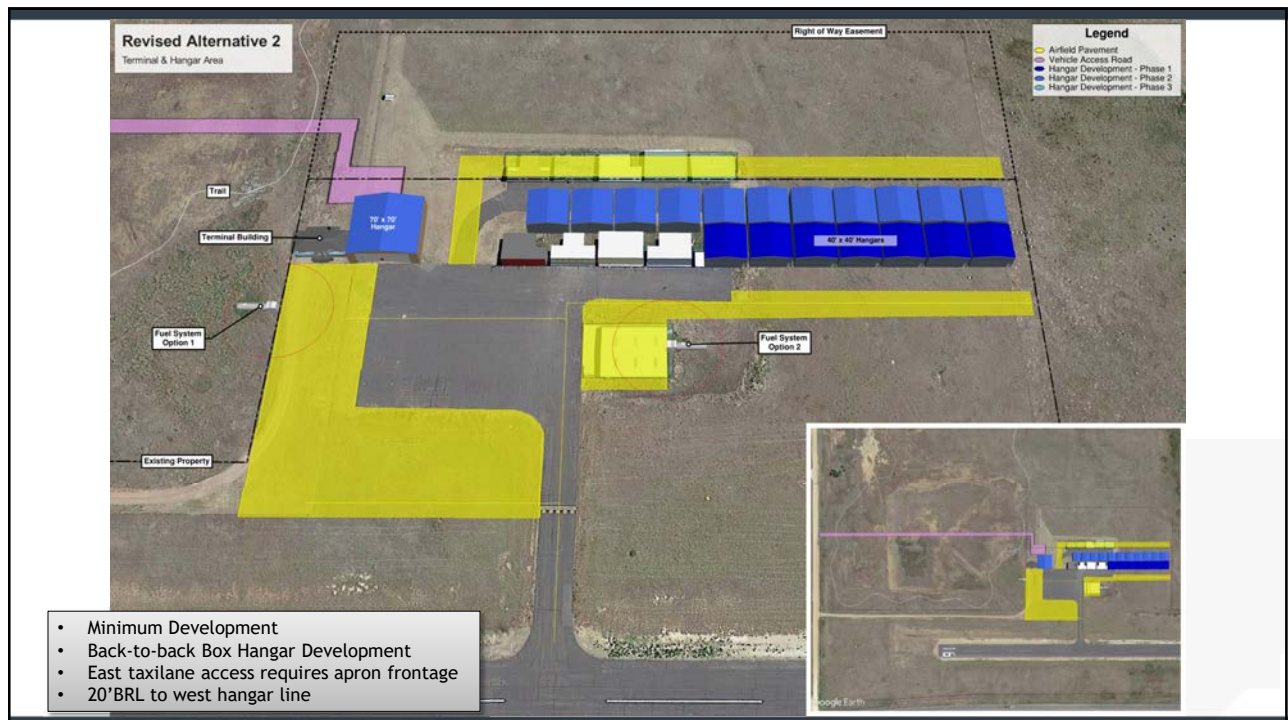 Revised Alternative 2
Terminal & Hangar Area
Right of Way Easement
Legend
Airfield Pavement
Vehicle Access Road
Hangar Development - Phase 1
Hangar Development - Phase 2
Hangar Development - Phase 3
Trail
70' x 70'
Hangar
Terminal Building
40' x 40' Hangars
Fuel System
Option 1
Fuel System
Option 2
Existing Property
• Minimum Development
• Back-to-back Box Hangar Development
• East taxilane access requires apron frontage
• 20'BRL to west hangar line
Google Earth